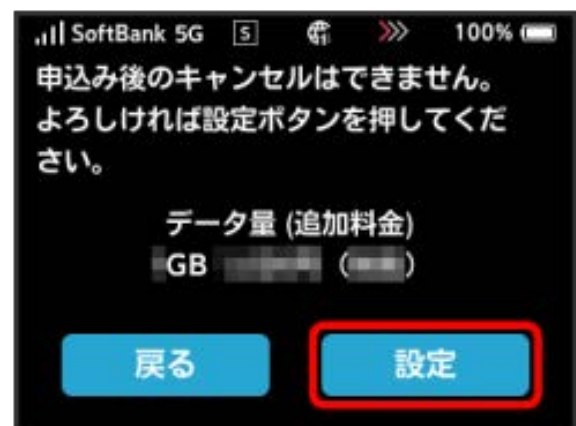 SoftBank 5G S 100%
申込み後のキャンセルはできません。
よろしければ設定ボタンを押してくだ
さい。
データ量 (追加料金)
GB ( )
戻る 設定